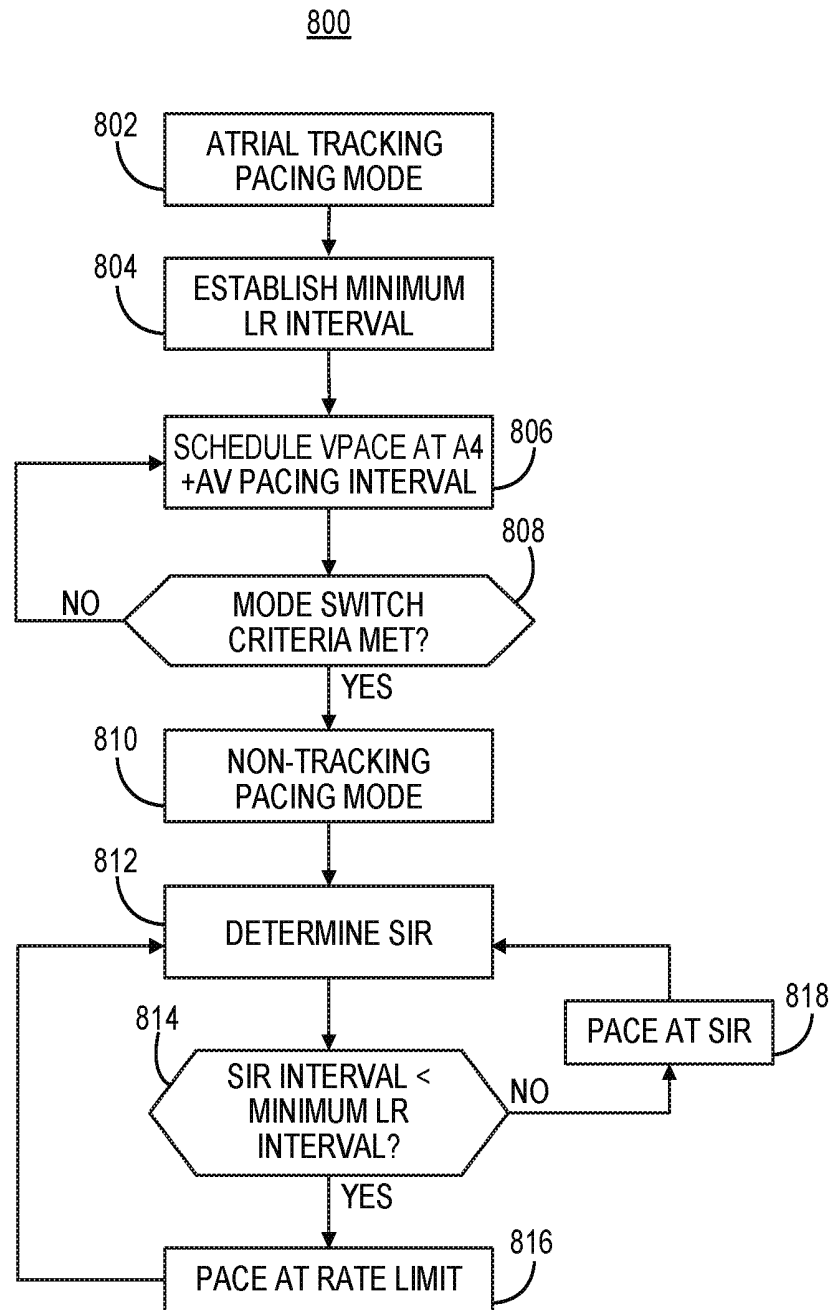 800
802
ATRIAL TRACKING
PACING MODE
804
ESTABLISH MINIMUM
LR INTERVAL
SCHEDULE VPACE AT A4
+AV PACING INTERVAL
806
808
NO
MODE SWITCH
CRITERIA MET?
YES
810
NON-TRACKING
PACING MODE
812
DETERMINE SIR
818
PACE AT SIR
814
SIR INTERVAL <
MINIMUM LR
INTERVAL?
NO
YES
PACE AT RATE LIMIT
816